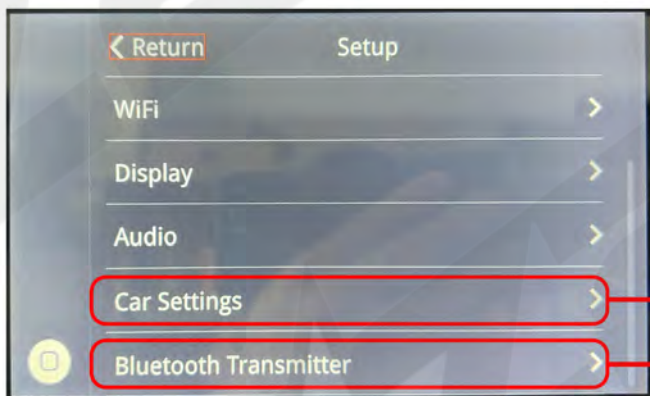 Return Setup
WiFi
Display
Audio
Car Settings
Bluetooth Transmitter